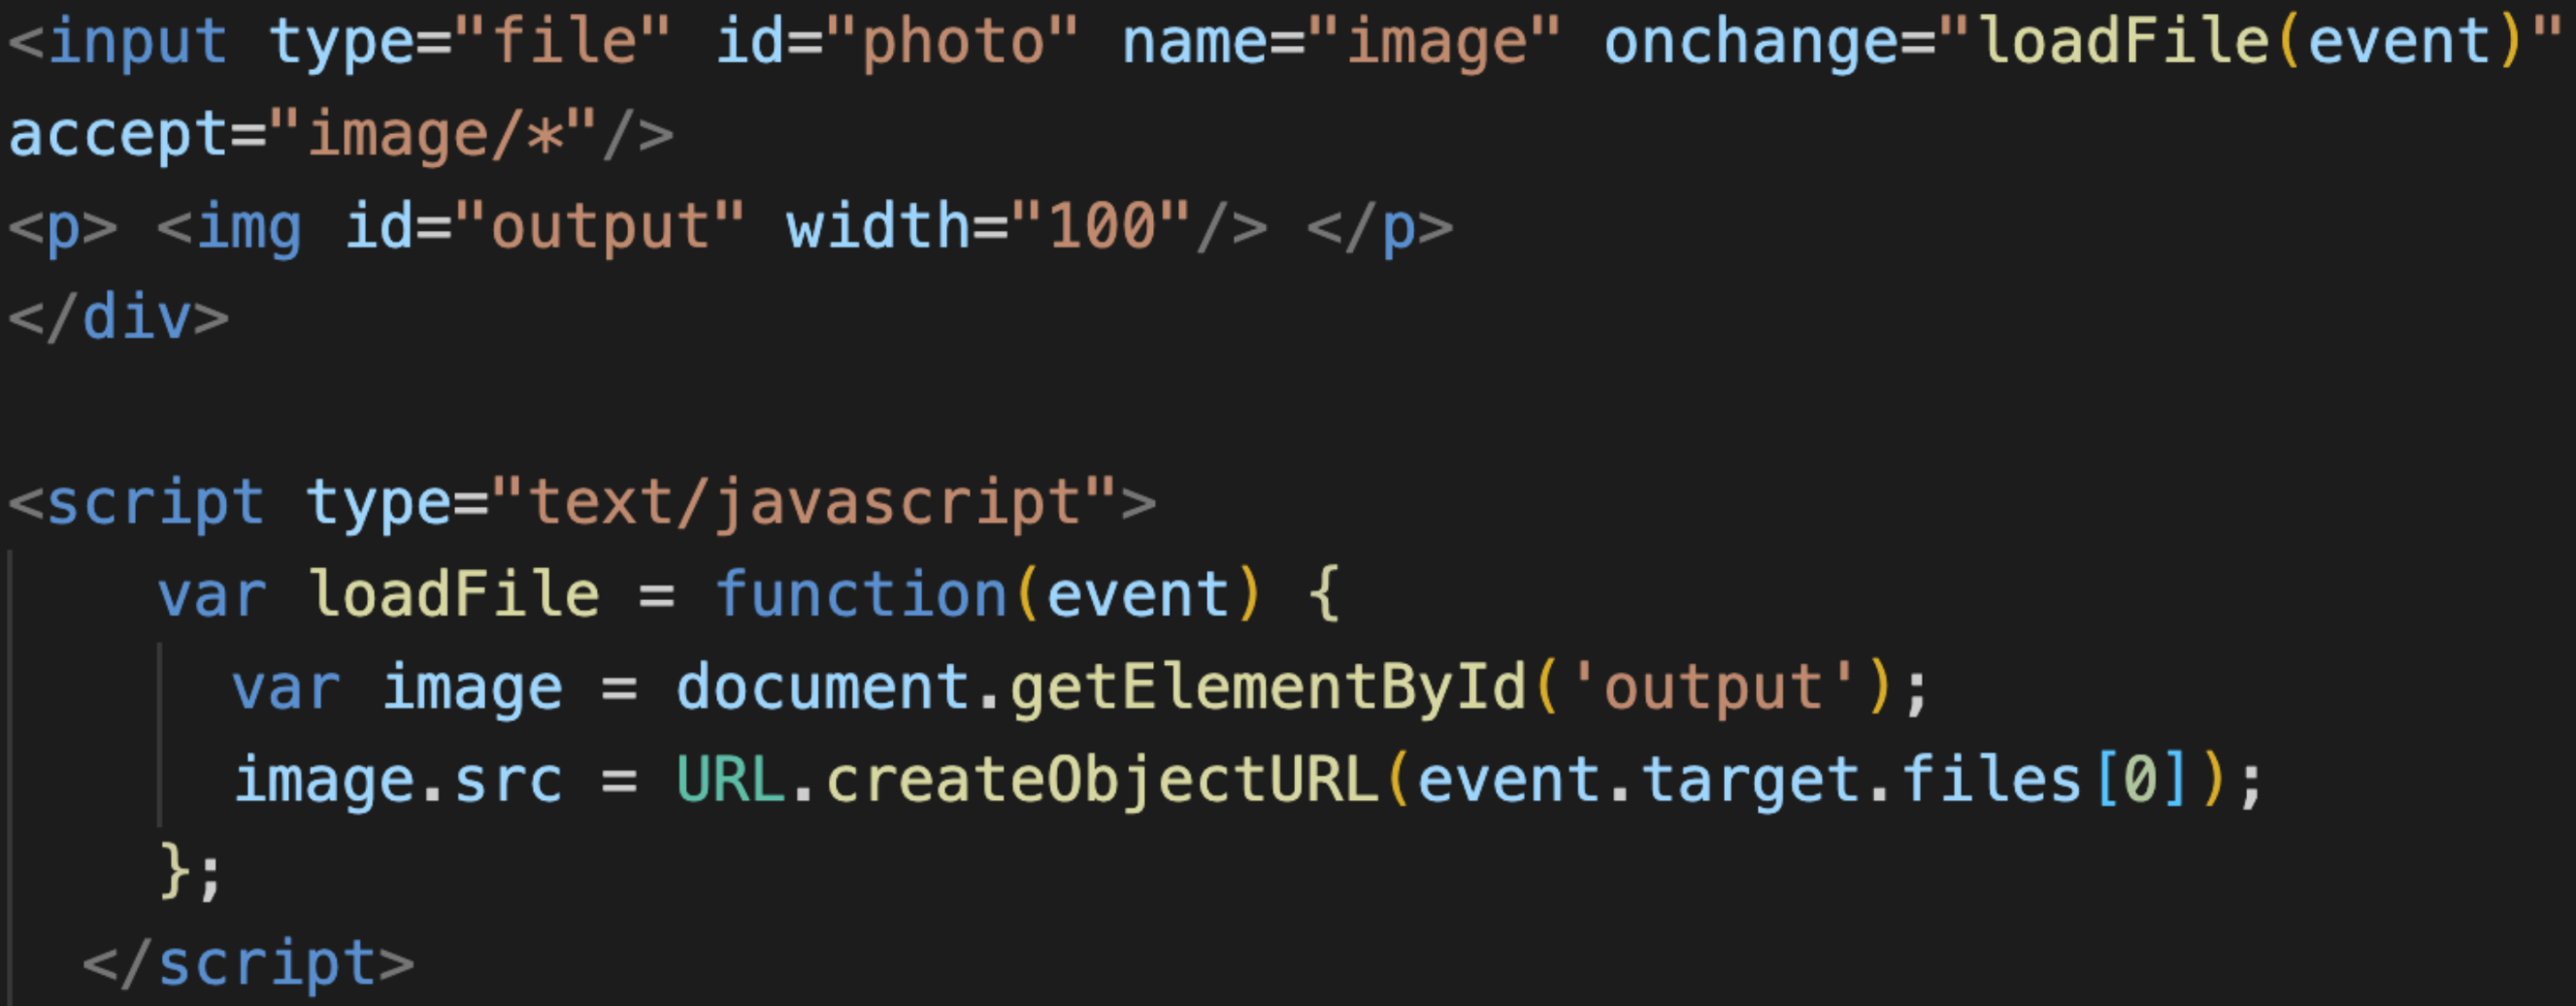 <input type="file" id="photo" name="image" onchange="loadFile(event)"
accept="image/*"/>
<p> <img id="output" width="100"/> </p>
</div>
<script type="text/javascript">
var loadFile = function(event) {
var image = document.getElementById('output');
image.src = URL.createObjectURL(event.target.files[0]);
};
</script>